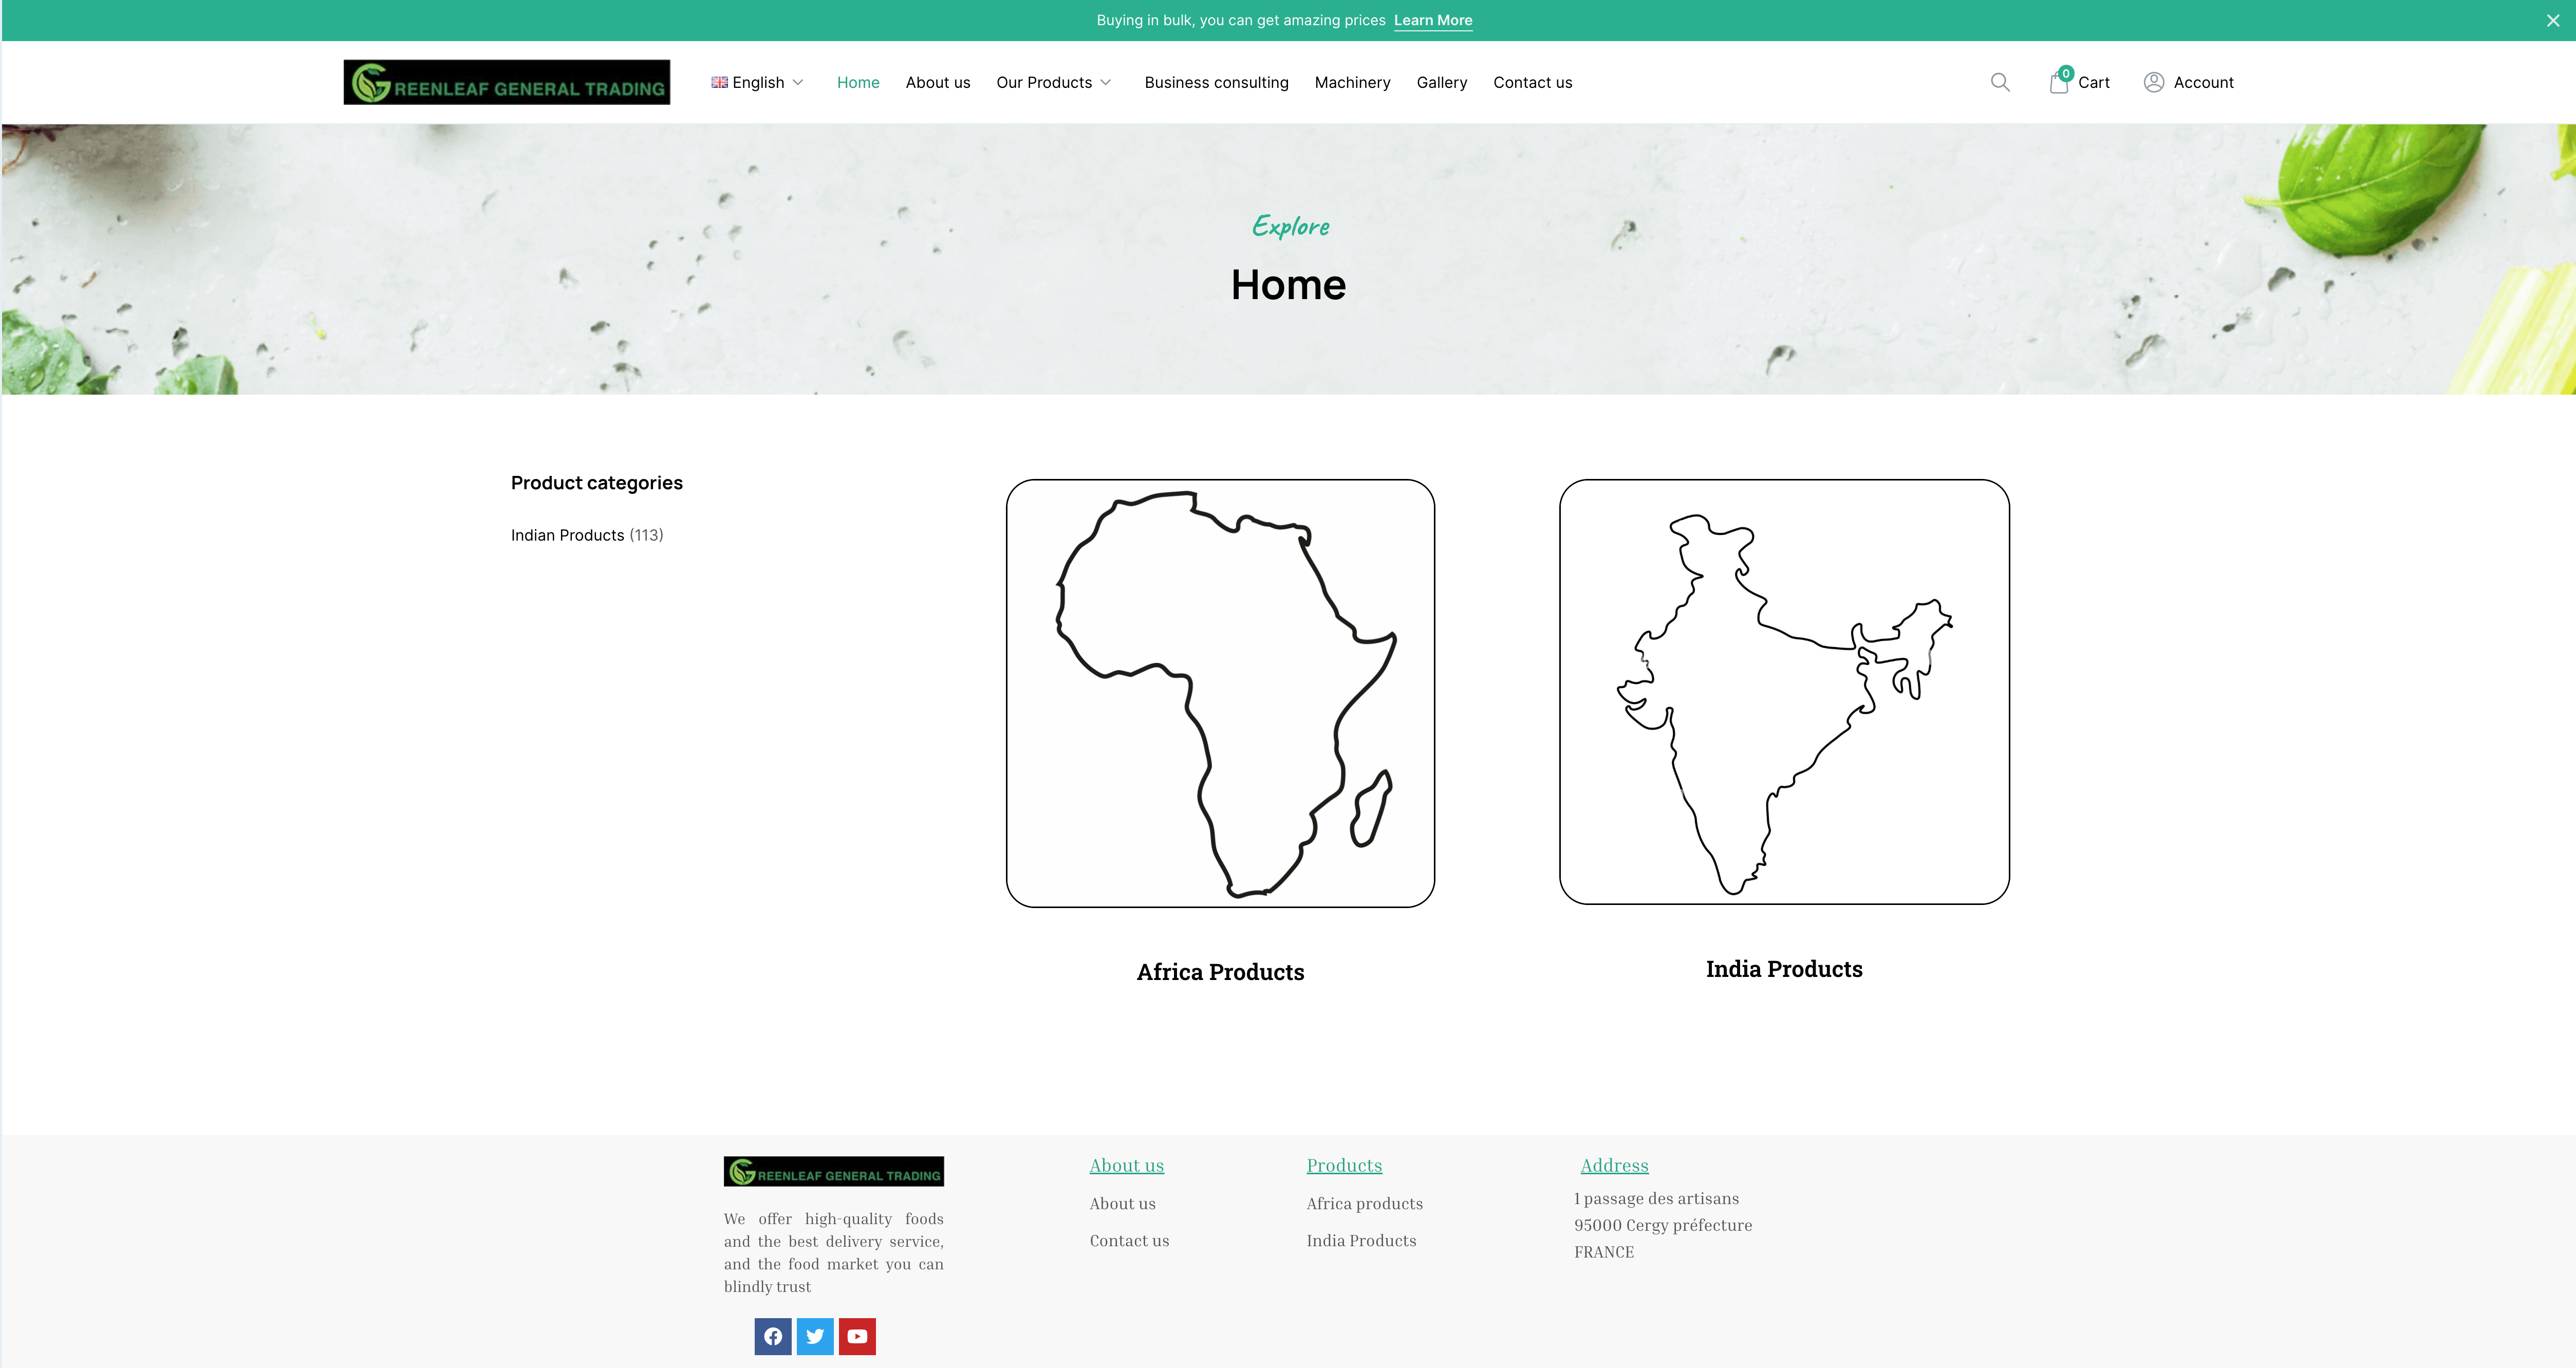 Buying in bulk, you can get amazing prices Learn More
GREENLEAF GENERAL TRADING
English
Home
About us
Our Products
Business consulting
Machinery
Gallery
Contact us
0
Cart
Account
Explore
Home
Product categories
Indian Products (113)
Africa Products
India Products
GREENLEAF GENERAL TRADING
We offer high-quality foods
and the best delivery service,
and the food market you can
blindly trust
About us
About us
Contact us
Products
Africa products
India Products
Address
1 passage des artisans
95000 Cergy préfecture
FRANCE